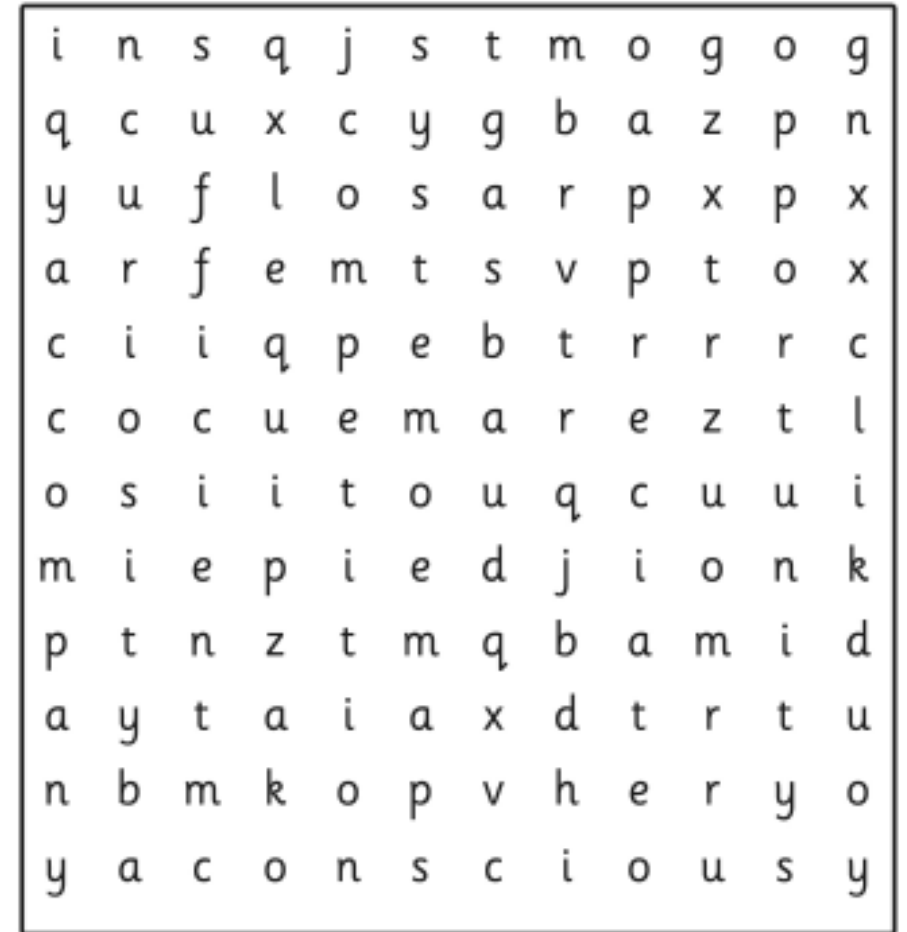 i n s q j s t m o g o g
q c u x c y g b a z p n
y u f l o s a r p x p x
a r f e m t s v p t o x
c i i q p e b t r r r c
c o c u e m a r e z t l
o s i i t o u q c u u i
m i e p i e d j i o n k
p t n z t m q b a m i d
a y t a i a x d t r t u
n b m k o p v h e r y o
y a c o n s c i o u s y